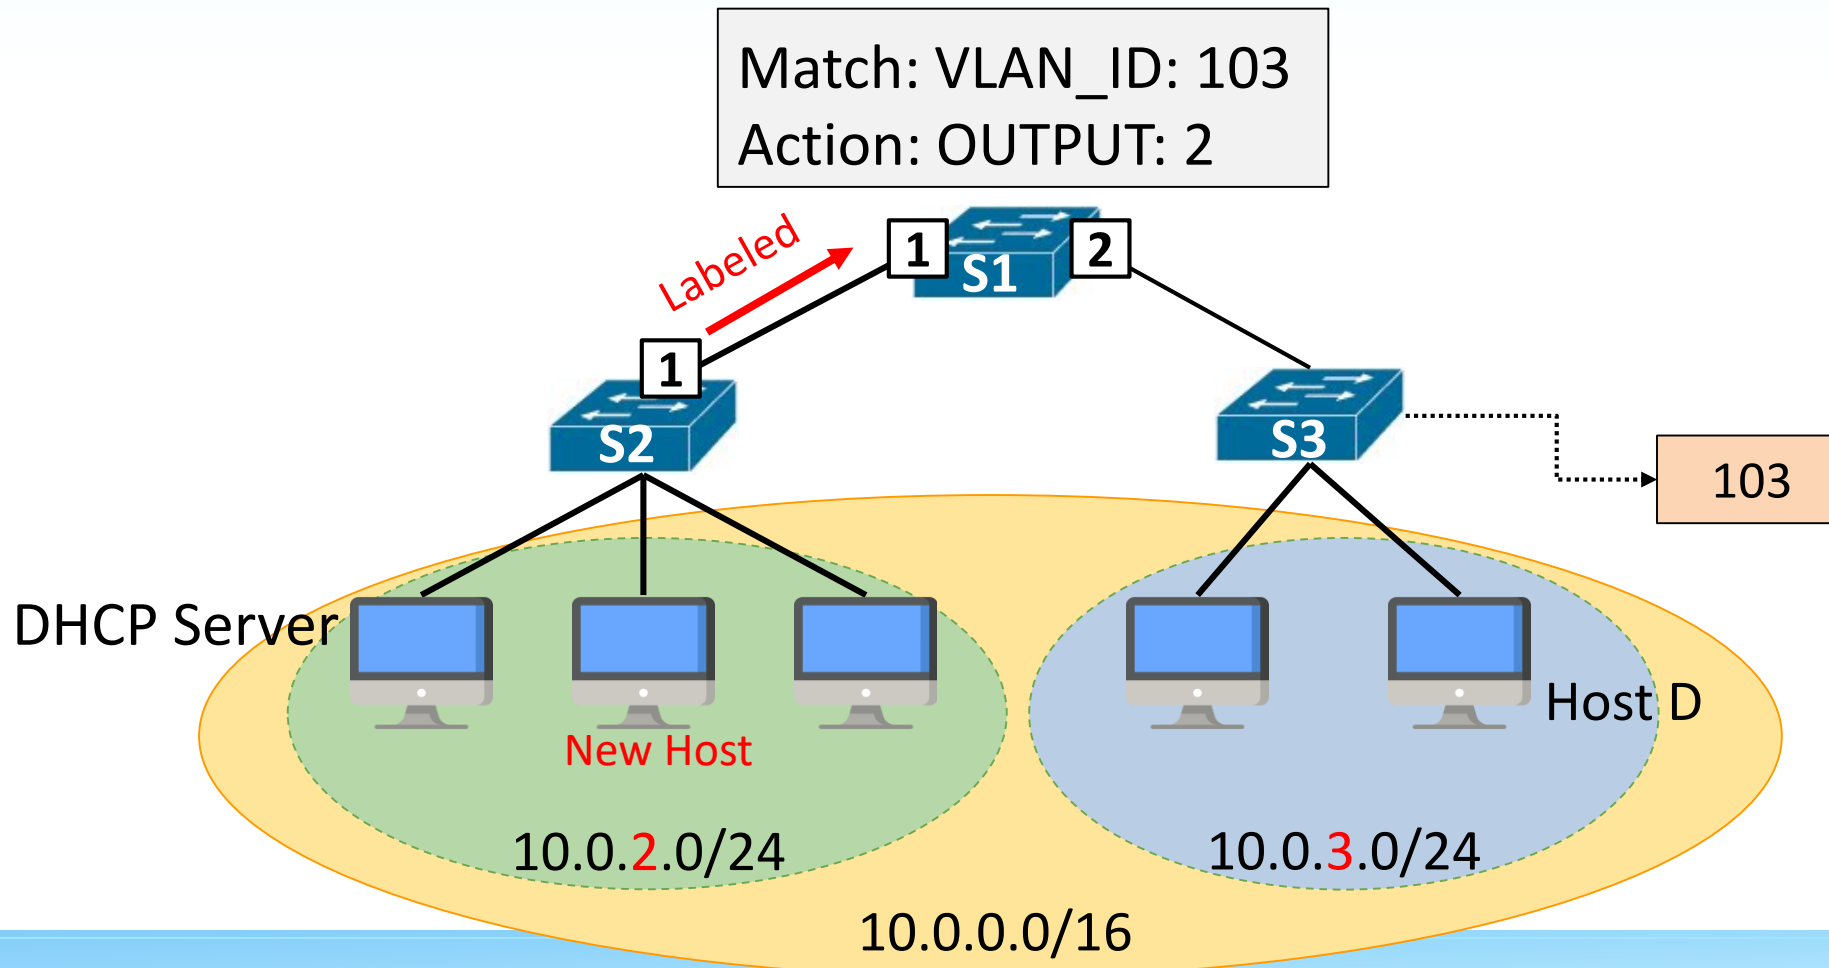 Match: VLAN_ID: 103
Action: OUTPUT: 2
Labeled
1
S1
2
1
S2
S3
103
DHCP Server
New Host
Host D
10.0.2.0/24
10.0.3.0/24
10.0.0.0/16